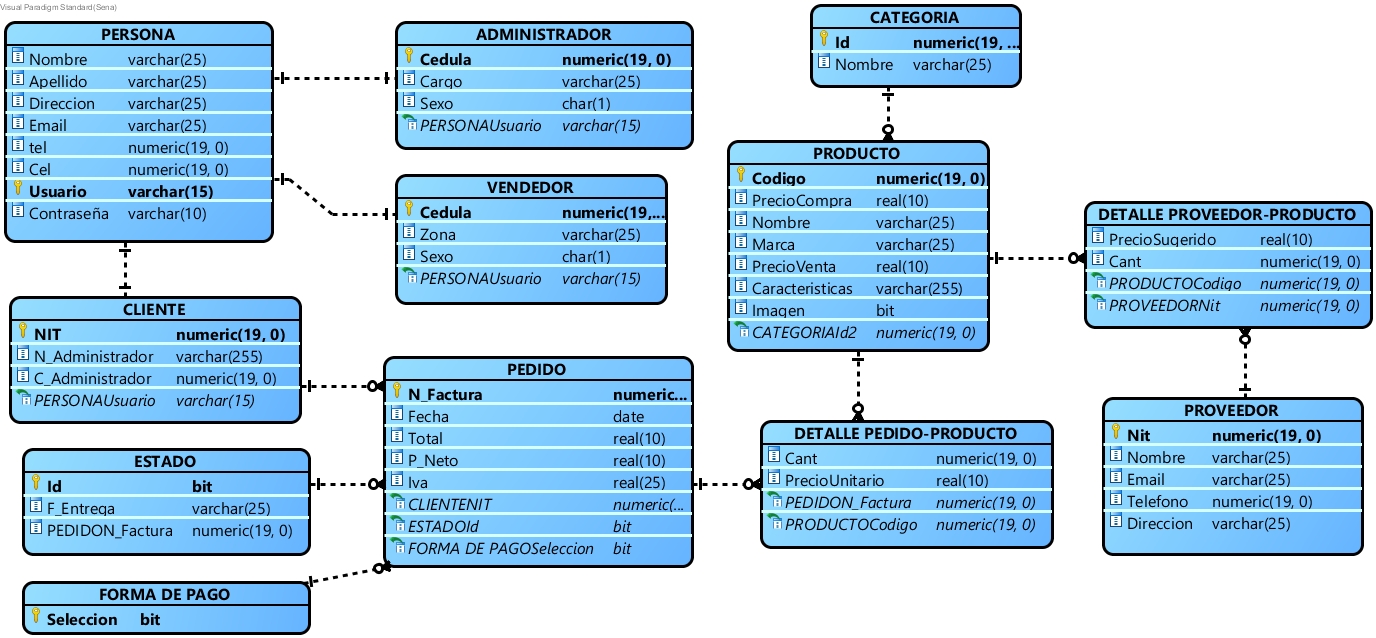 Visual Paradigm Standard(Sena)
PERSONA
Nombre varchar(25)
Apellido varchar(25)
Direccion varchar(25)
Email varchar(25)
tel numeric(19, 0)
Cel numeric(19, 0)
Usuario varchar(15)
Contraseña varchar(10)
ADMINISTRADOR
Cedula numeric(19, 0)
Cargo varchar(25)
Sexo char(1)
PERSONAUsuario varchar(15)
VENDEDOR
Cedula numeric(19,...
Zona varchar(25)
Sexo char(1)
PERSONAUsuario varchar(15)
CLIENTE
NIT numeric(19, 0)
N_Administrador varchar(255)
C_Administrador numeric(19, 0)
PERSONAUsuario varchar(15)
ESTADO
Id bit
F_Entrega varchar(25)
PEDIDON_Factura numeric(19, 0)
FORMA DE PAGO
Seleccion bit
PEDIDO
N_Factura numeric...
Fecha date
Total real(10)
P_Neto real(10)
Iva real(25)
CLIENTENIT numeric(...
ESTADOId bit
FORMA DE PAGOSeleccion bit
CATEGORIA
Id numeric(19, ...
Nombre varchar(25)
PRODUCTO
Codigo numeric(19, 0)
PrecioCompra real(10)
Nombre varchar(25)
Marca varchar(25)
PrecioVenta real(10)
Caracteristicas varchar(255)
Imagen bit
CATEGORIAId2 numeric(19, 0)
DETALLE PEDIDO-PRODUCTO
Cant numeric(19, 0)
PrecioUnitario real(10)
PEDIDON_Factura numeric(19, 0)
PRODUCTOCodigo numeric(19, 0)
DETALLE PROVEEDOR-PRODUCTO
PrecioSugerido real(10)
Cant numeric(19, 0)
PRODUCTOCodigo numeric(19, 0)
PROVEEDORNit numeric(19, 0)
PROVEEDOR
Nit numeric(19, 0)
Nombre varchar(25)
Email varchar(25)
Telefono numeric(19, 0)
Direccion varchar(25)